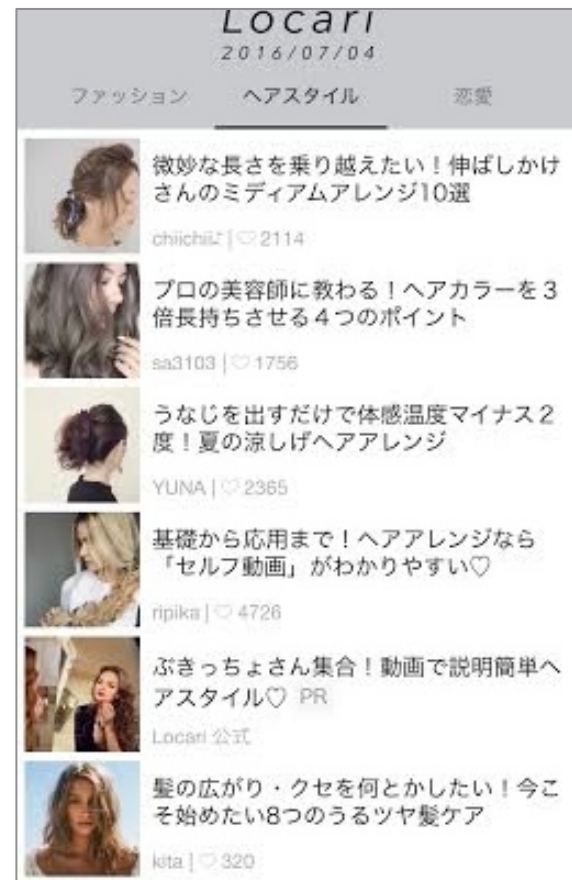 Locari
2016/07/04
ファッション ヘアスタイル 恋愛
微妙な長さを乗り越えたい！伸ばしかけ
さんのミディアムアレンジ10選
chiichii♪ | ♡ 2114
プロの美容師に教わる！ヘアカラーを３
倍長持ちさせる４つのポイント
sa3103 | ♡ 1756
うなじを出すだけで体感温度マイナス２
度！夏の涼しげヘアアレンジ
YUNA | ♡ 2365
基礎から応用まで！ヘアアレンジなら
「セルフ動画」がわかりやすい♡
ripika | ♡ 4726
ぶきっちょさん集合！動画で説明簡単ヘ
アスタイル♡ PR
Locari 公式
髪の広がり・クセを何とかしたい！今こ
そ始めたい8つのうるツヤ髪ケア
kita | ♡ 320